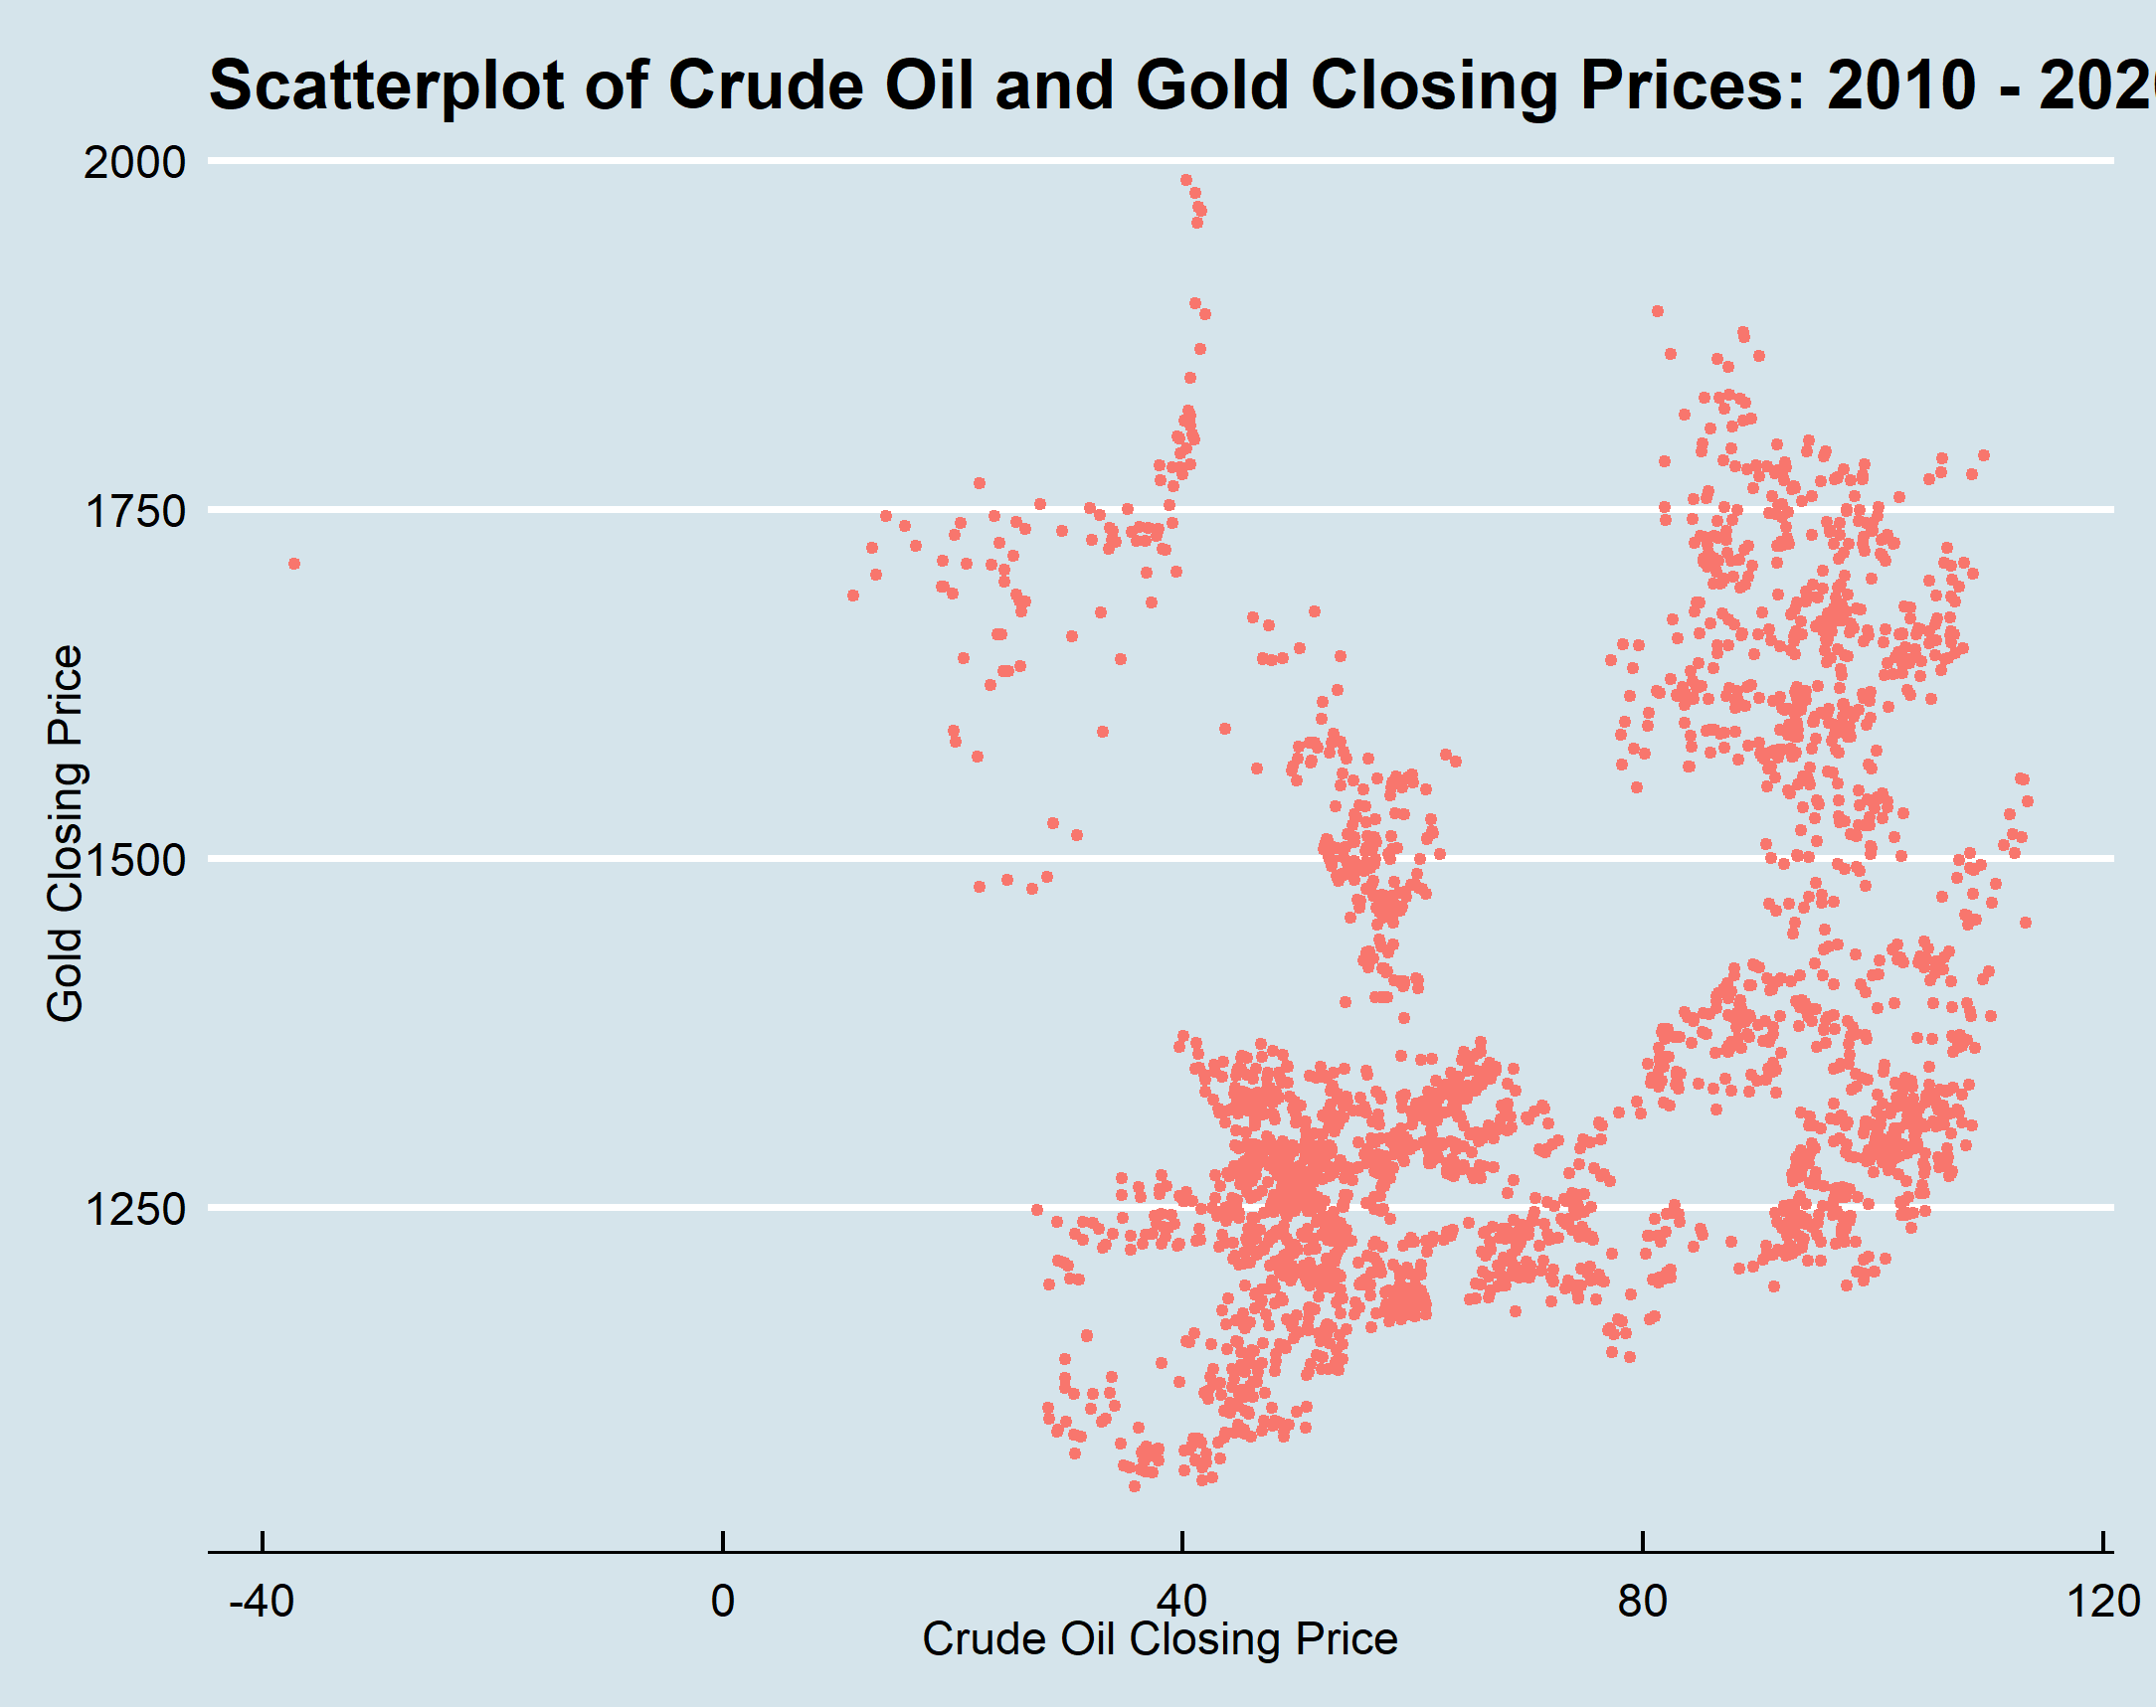 Scatterplot of Crude Oil and Gold Closing Prices: 2010 - 202
2000
1750
1500
1250
Gold Closing Price
-40 0 40 80 120
Crude Oil Closing Price